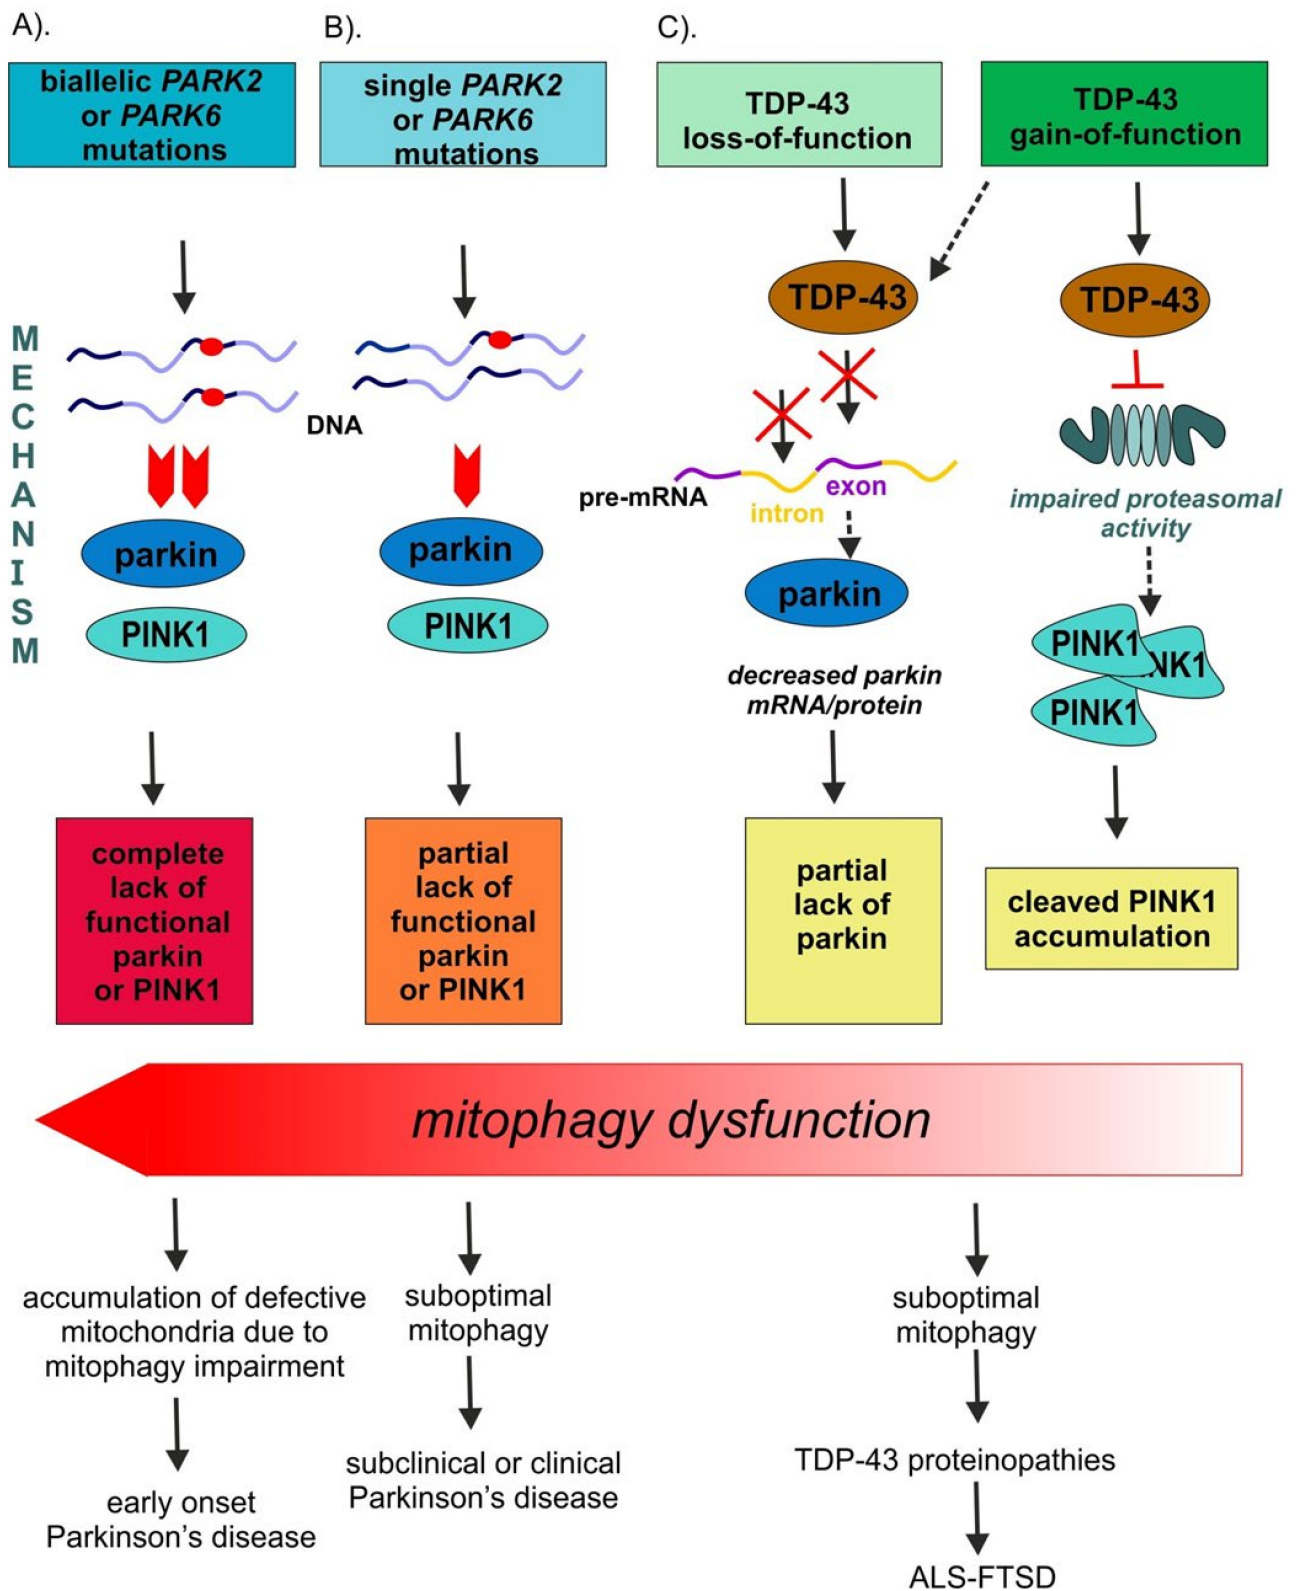 A).
B).
C).
biallelic PARK2
or PARK6
mutations
single PARK2
or PARK6
mutations
TDP-43
loss-of-function
TDP-43
gain-of-function
MECHANISM
TDP-43
TDP-43
DNA
pre-mRNA
intron
exon
impaired proteasomal
activity
parkin
PINK1
parkin
PINK1
parkin
PINK1
NK1
PINK1
decreased parkin
mRNA/protein
complete
lack of
functional
parkin
or PINK1
partial
lack of
functional
parkin
or PINK1
partial
lack of
parkin
cleaved PINK1
accumulation
mitophagy dysfunction
accumulation of defective
mitochondria due to
mitophagy impairment
early onset
Parkinson's disease
suboptimal
mitophagy
subclinical or clinical
Parkinson's disease
suboptimal
mitophagy
TDP-43 proteinopathies
ALS-FTSD